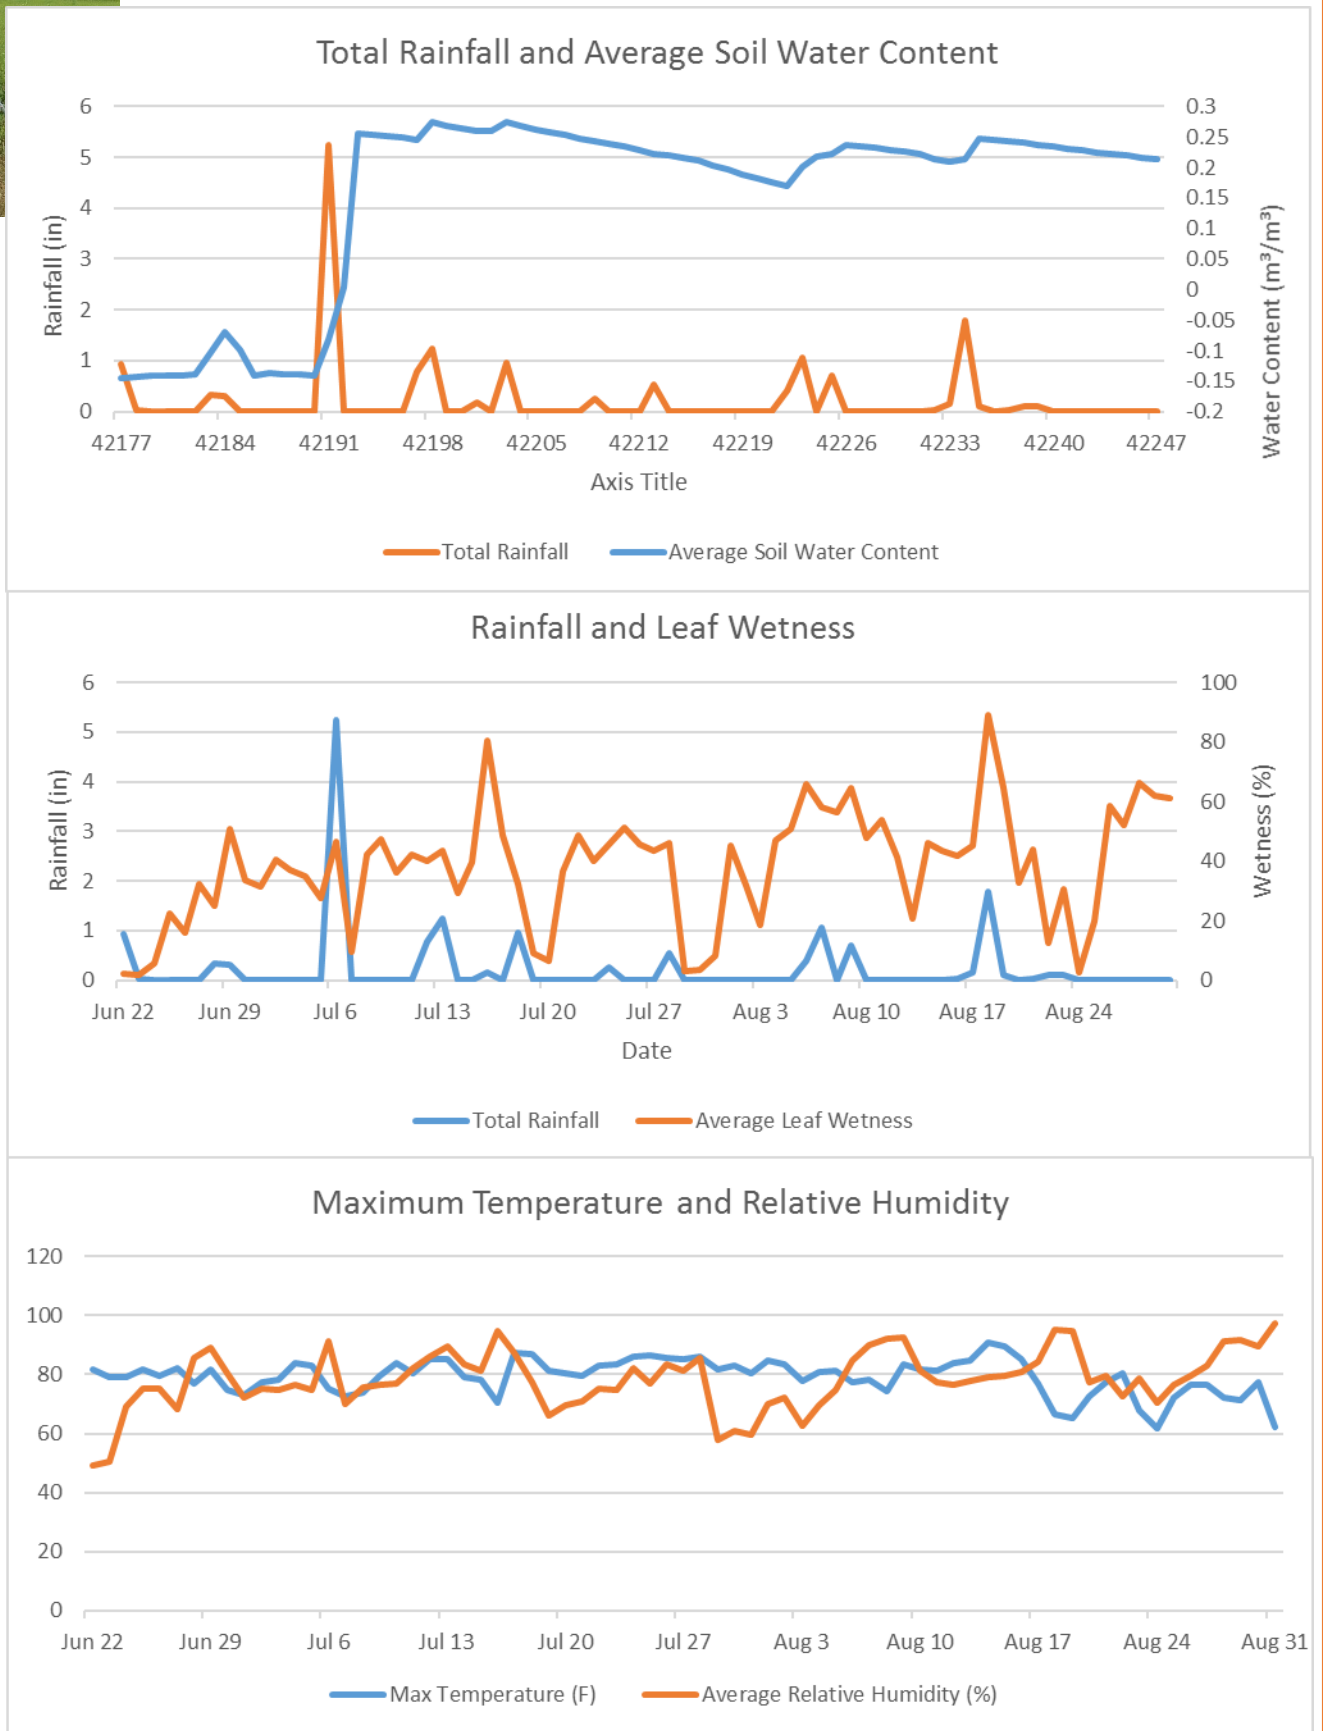 Total Rainfall and Average Soil Water Content
6 0.3
5 0.25
4 0.2
3 0.15
2 0.1
1 0.05
0 0
-0.05
-0.1
-0.15
-0.2
Rainfall (in)
Water Content (m³/m³)
42177 42184 42191 42198 42205 42212 42219 42226 42233 42240 42247
Axis Title
Total Rainfall Average Soil Water Content
Rainfall and Leaf Wetness
6 100
5 80
4 60
3 40
2 20
1 0
0
Rainfall (in)
Wetness (%)
Jun 22 Jun 29 Jul 6 Jul 13 Jul 20 Jul 27 Aug 3 Aug 10 Aug 17 Aug 24
Date
Total Rainfall Average Leaf Wetness
Maximum Temperature and Relative Humidity
120
100
80
60
40
20
0
Jun 22 Jun 29 Jul 6 Jul 13 Jul 20 Jul 27 Aug 3 Aug 10 Aug 17 Aug 24 Aug 31
Max Temperature (F) Average Relative Humidity (%)